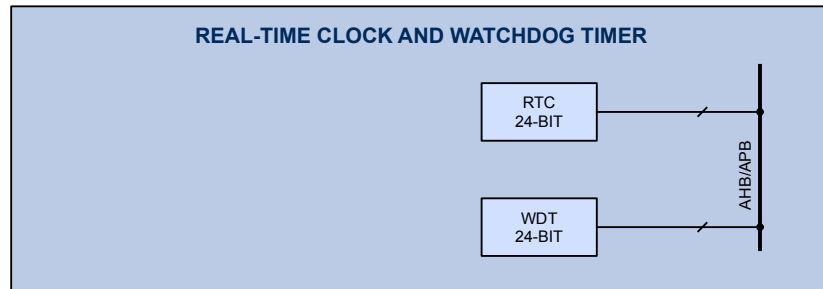 REAL-TIME CLOCK AND WATCHDOG TIMER
RTC
24-BIT
AHB/APB
WDT
24-BIT